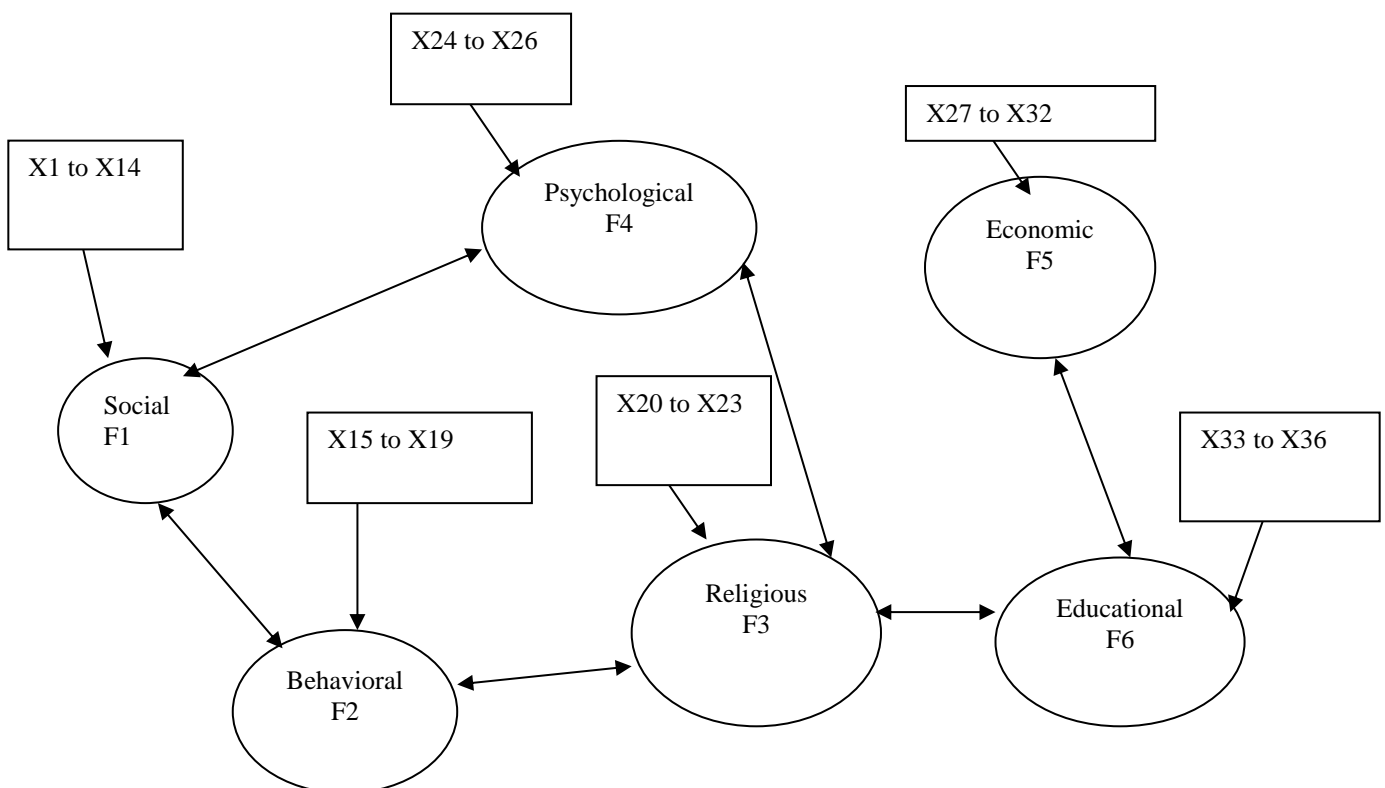 X24 to X26
X27 to X32
X1 to X14
Psychological
F4
Economic
F5
Social
F1
X15 to X19
X20 to X23
X33 to X36
Religious
F3
Educational
F6
Behavioral
F2